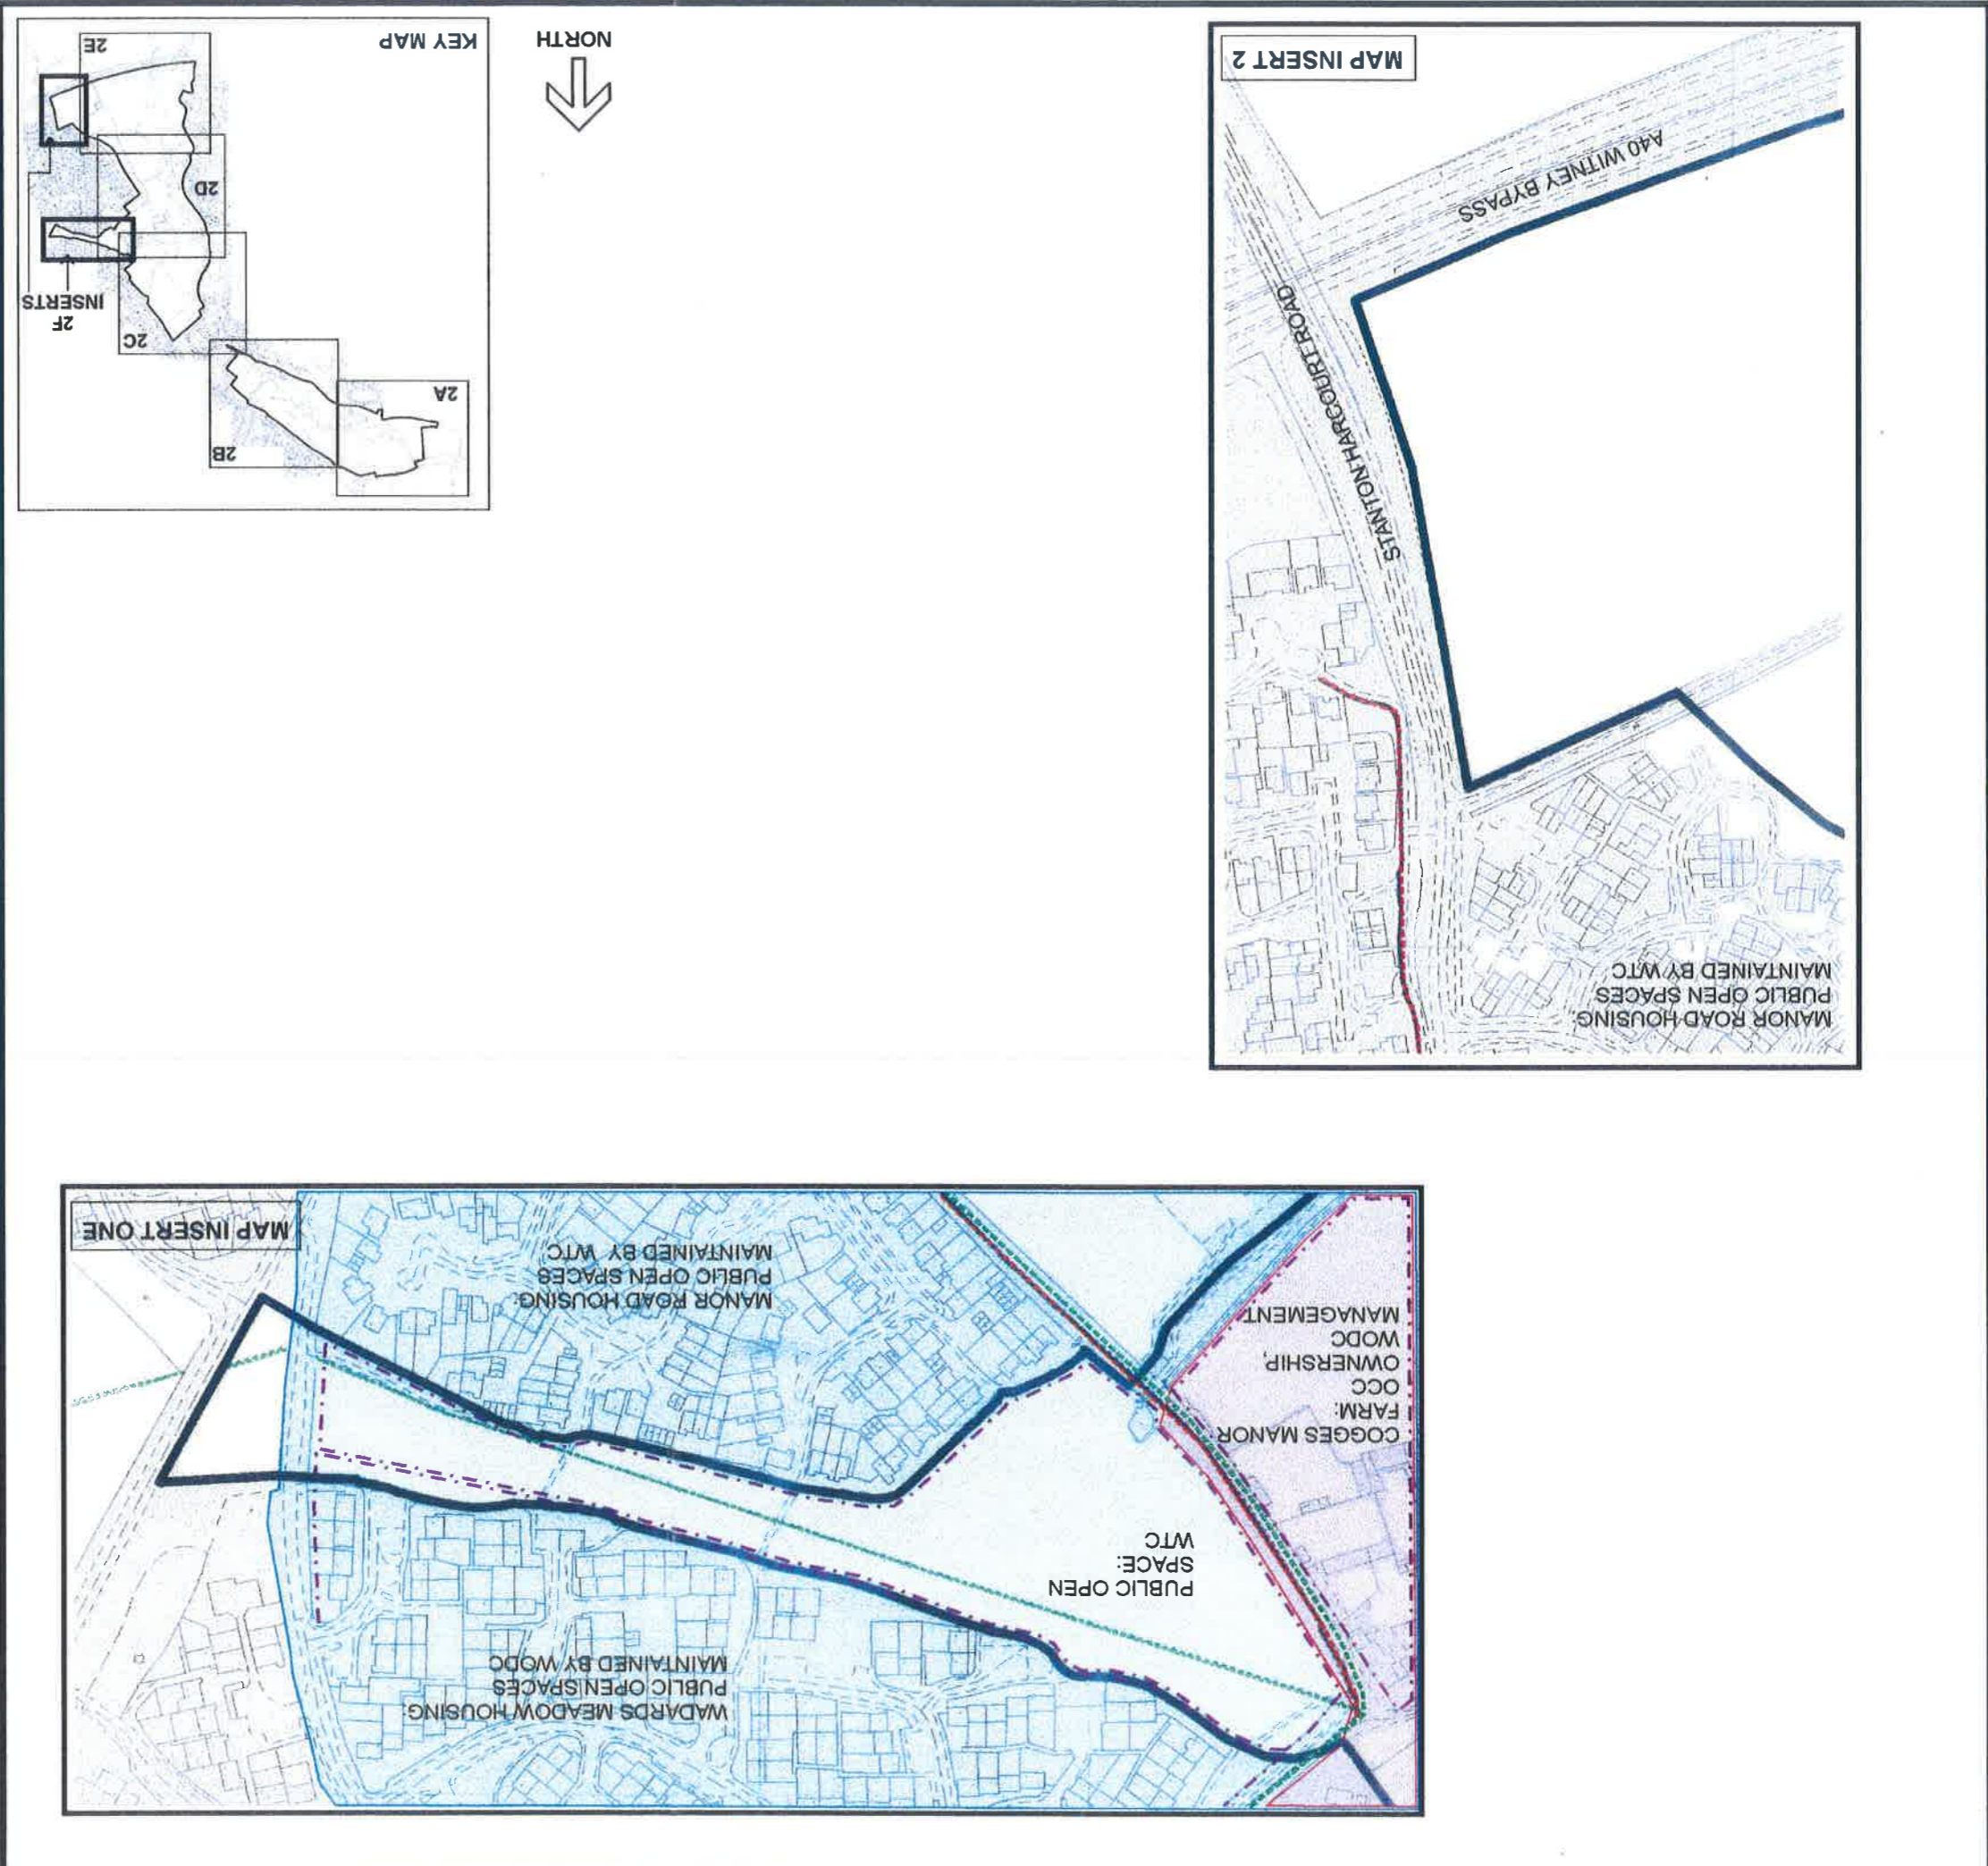 MAP INSERT ONE
WADARDS MEADOW HOUSING:
PUBLIC OPEN SPACES
MAINTAINED BY WODC
PUBLIC OPEN
SPACE:
WTC
COGGES MANOR
FARM:
OCC
OWNERSHIP,
WODC
MANAGEMENT
MANOR ROAD HOUSING:
PUBLIC OPEN SPACES
MAINTAINED BY WTC
MANOR ROAD HOUSING
PUBLIC OPEN SPACES
MAINTAINED BY WTC
STANTON HARCOURT ROAD
A40 WITNEY BYPASS
MAP INSERT 2
2A
2B
2C
2F
INSERTS
2D
2E
KEY MAP
NORTH